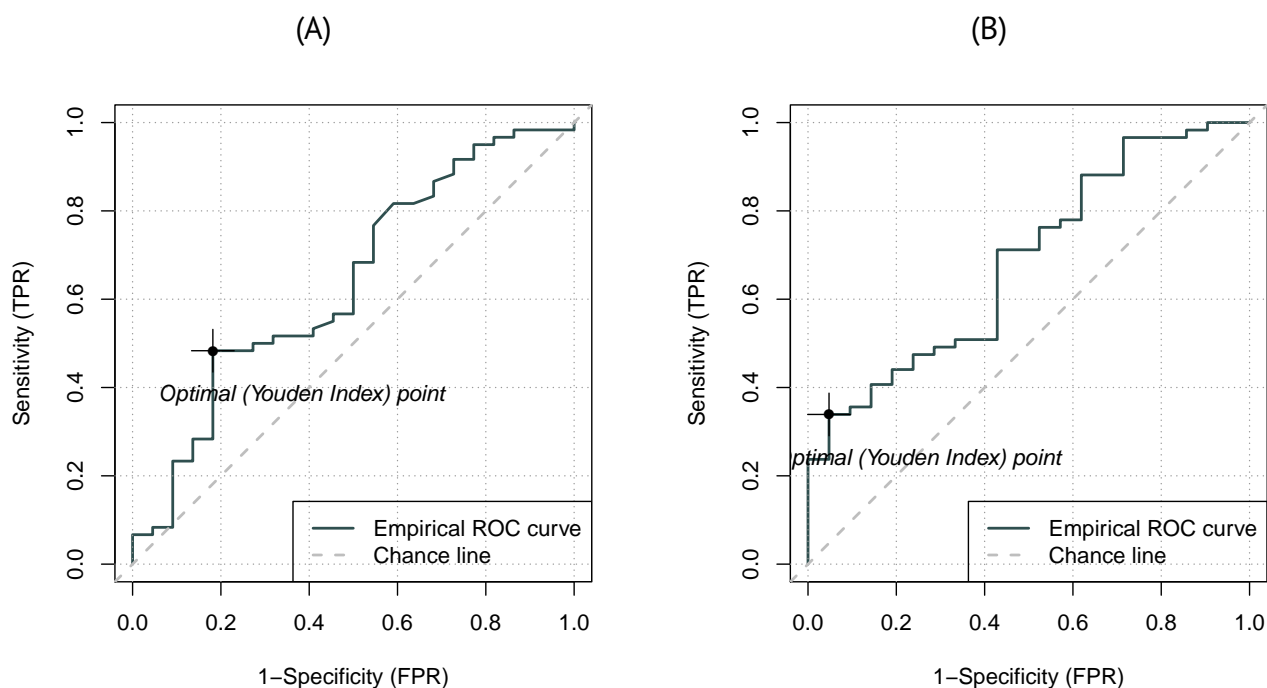 (A)
Sensitivity (TPR)
1.0
0.8
0.6
0.4
0.2
0.0
Optimal (Youden Index) point
Empirical ROC curve
Chance line
0.0 0.2 0.4 0.6 0.8 1.0
1−Specificity (FPR)
(B)
Sensitivity (TPR)
1.0
0.8
0.6
0.4
0.2
0.0
ptimal (Youden Index) point
Empirical ROC curve
Chance line
0.0 0.2 0.4 0.6 0.8 1.0
1−Specificity (FPR)